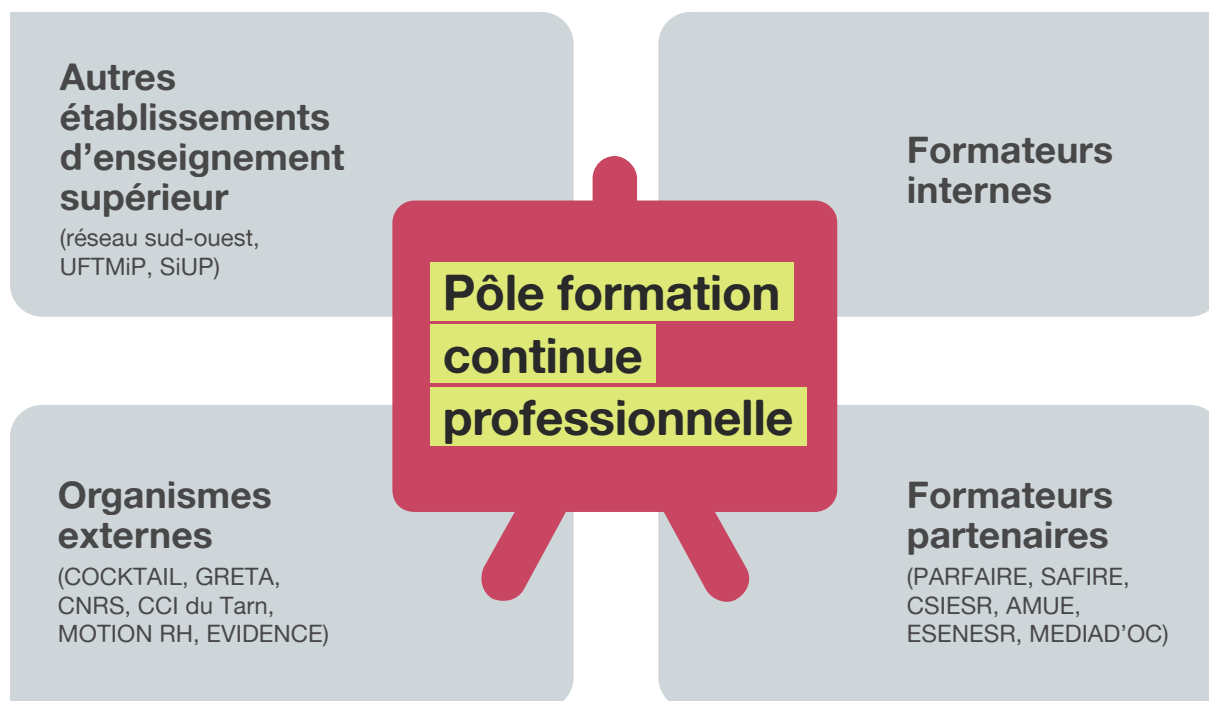 Autres
établissements
d'enseignement
supérieur
(réseau sud-ouest,
UFTMiP, SiUP)
Formateurs
internes
Pôle formation
continue
professionnelle
Organismes
externes
(COCKTAIL, GRETA,
CNRS, CCI du Tarn,
MOTION RH, EVIDENCE)
Formateurs
partenaires
(PARFAIRE, SAFIRE,
CSIESR, AMUE,
ESENESR, MEDIAD'OC)